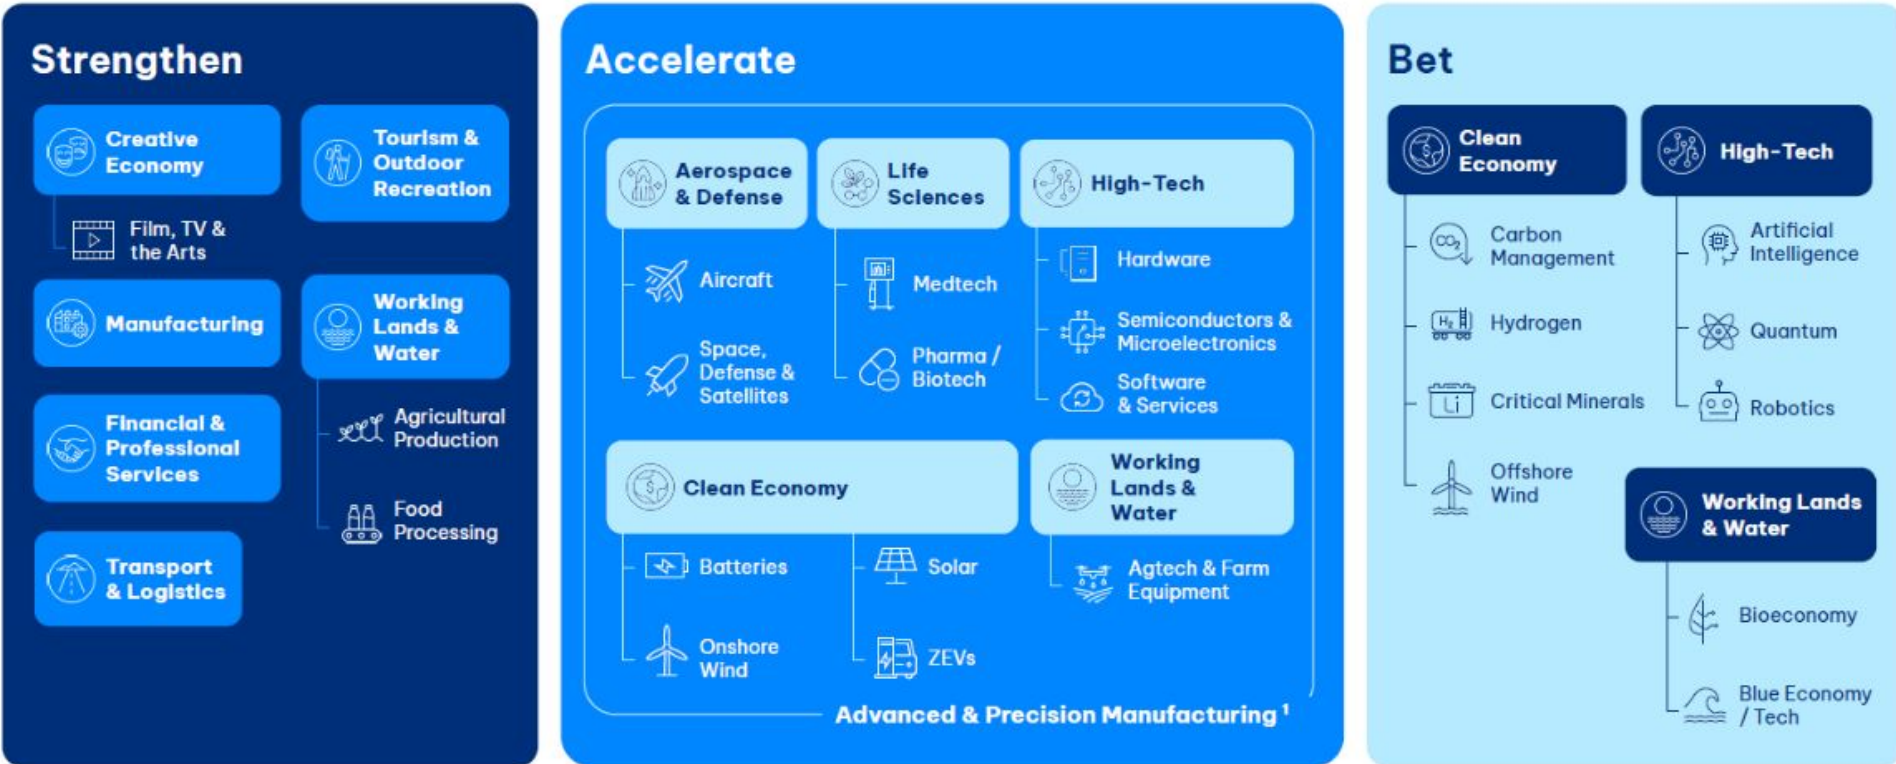 Strengthen
Creative
Economy
Film, TV &
the Arts
Tourism &
Outdoor
Recreation
Manufacturing
Working
Lands &
Water
Agricultural
Production
Food
Processing
Financial &
Professional
Services
Transport
& Logistics
Accelerate
Aerospace
& Defense
Aircraft
Space,
Defense &
Satellites
Life
Sciences
Medtech
Pharma /
Biotech
High-Tech
Hardware
Semiconductors &
Microelectronics
Software
& Services
Clean Economy
Batteries
Onshore
Wind
Solar
ZEVs
Working
Lands &
Water
Agtech & Farm
Equipment
Advanced & Precision Manufacturing ¹
Bet
Clean
Economy
CO₂
Carbon
Management
H₂
Hydrogen
Li
Critical Minerals
Offshore
Wind
High-Tech
Artificial
Intelligence
Quantum
Robotics
Working Lands
& Water
Bioeconomy
Blue Economy
/ Tech